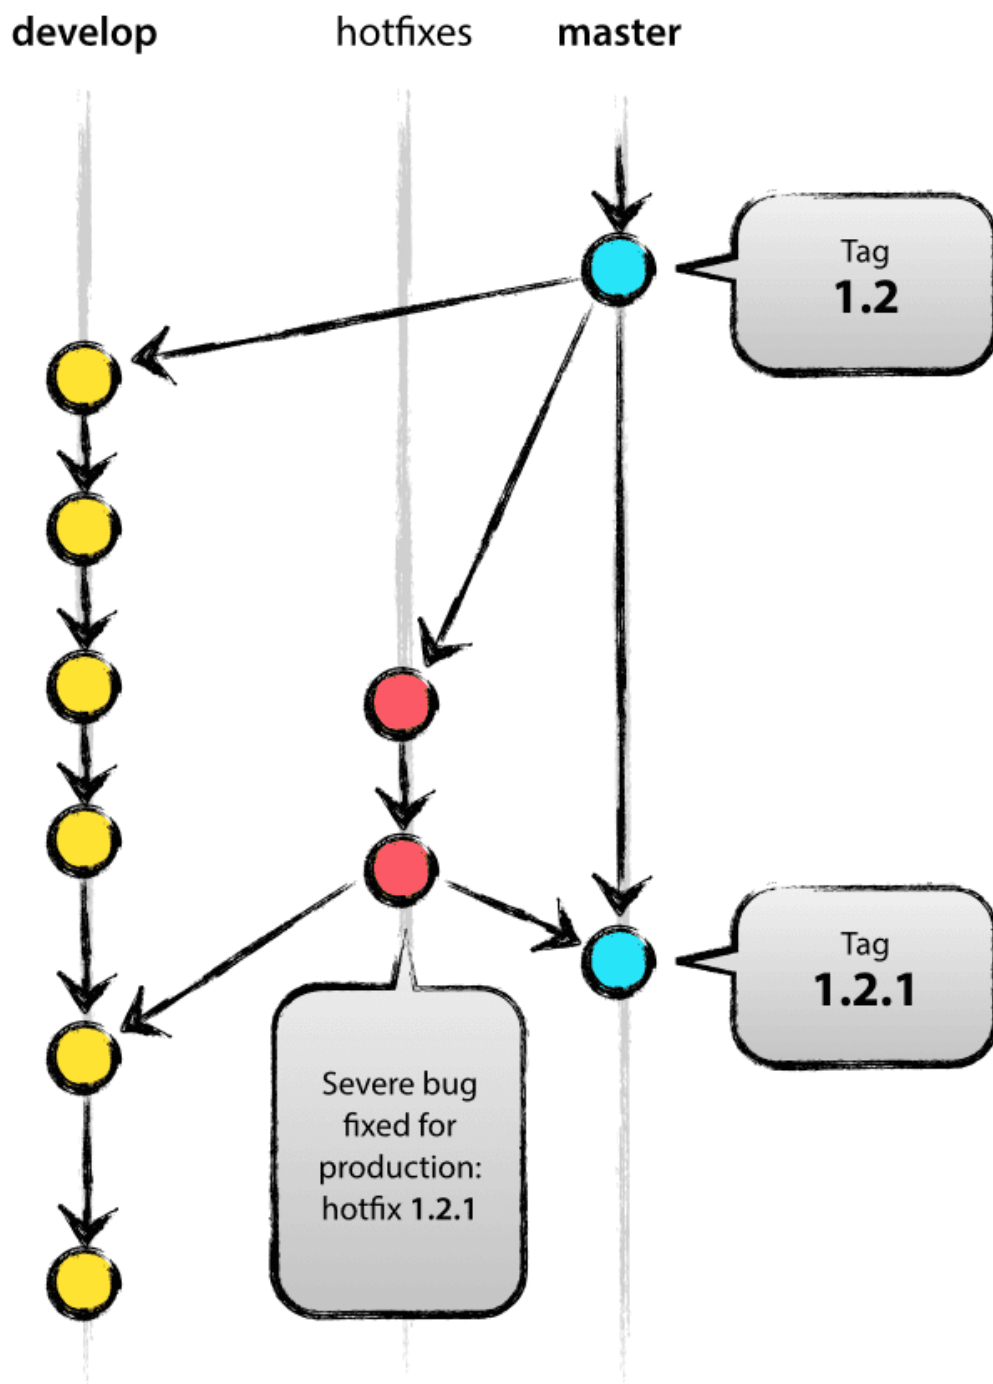 develop
hotfixes
master
Tag
1.2
Tag
1.2.1
Severe bug
fixed for
production:
hotfix 1.2.1